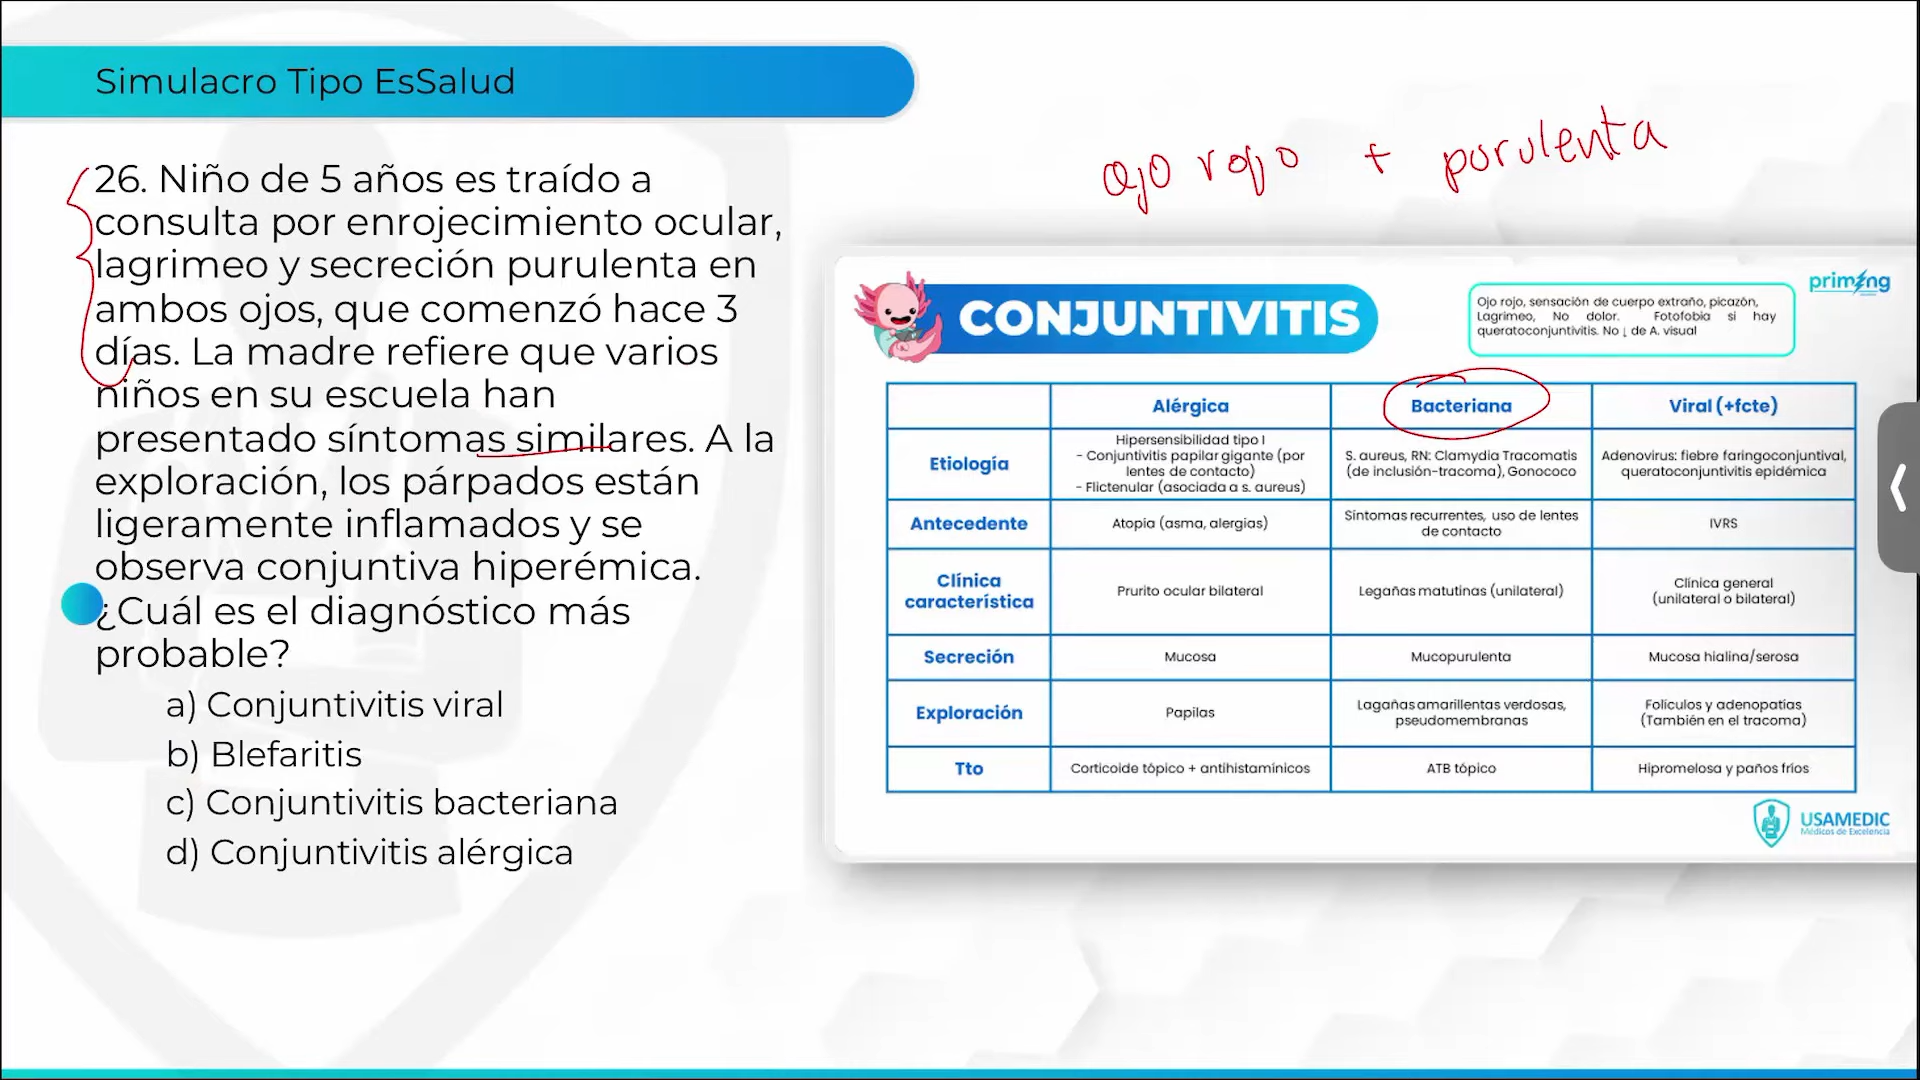 Simulacro Tipo EsSalud
ojo rojo + purulenta
26. Niño de 5 años es traído a
consulta por enrojecimiento ocular,
lagrimeo y secreción purulenta en
ambos ojos, que comenzó hace 3
días. La madre refiere que varios
niños en su escuela han
presentado síntomas similares. A la
exploración, los párpados están
ligeramente inflamados y se
observa conjuntiva hiperémica.
¿Cuál es el diagnóstico más
probable?
a) Conjuntivitis viral
b) Blefaritis
c) Conjuntivitis bacteriana
d) Conjuntivitis alérgica
CONJUNTIVITIS
Ojo rojo, sensación de cuerpo extraño, picazón,
Lagrimeo, No dolor. Fotofobia si hay
queratoconjuntivitis. No ↓ de A. visual
priming
Alérgica Bacteriana Viral (+fcte)
Etiología
Hipersensibilidad tipo I
- Conjuntivitis papilar gigante (por
lentes de contacto)
- Flictenular (asociada a s. aureus)
S. aureus, RN: Clamydia Tracomatis
(de inclusión-tracoma), Gonococo
Adenovirus: fiebre faringoconjuntival,
queratoconjuntivitis epidémica
Antecedente
Atopia (asma, alergias)
Síntomas recurrentes, uso de lentes
de contacto
IVRS
Clínica
característica
Prurito ocular bilateral
Legañas matutinas (unilateral)
Clínica general
(unilateral o bilateral)
Secreción
Mucosa
Mucopurulenta
Mucosa hialina/serosa
Exploración
Papilas
Lagañas amarillentas verdosas,
pseudomembranas
Folículos y adenopatías
(También en el tracoma)
Tto
Corticoide tópico + antihistamínicos
ATB tópico
Hipromelosa y paños fríos
USAMEDIC
Médicos de Excelencia